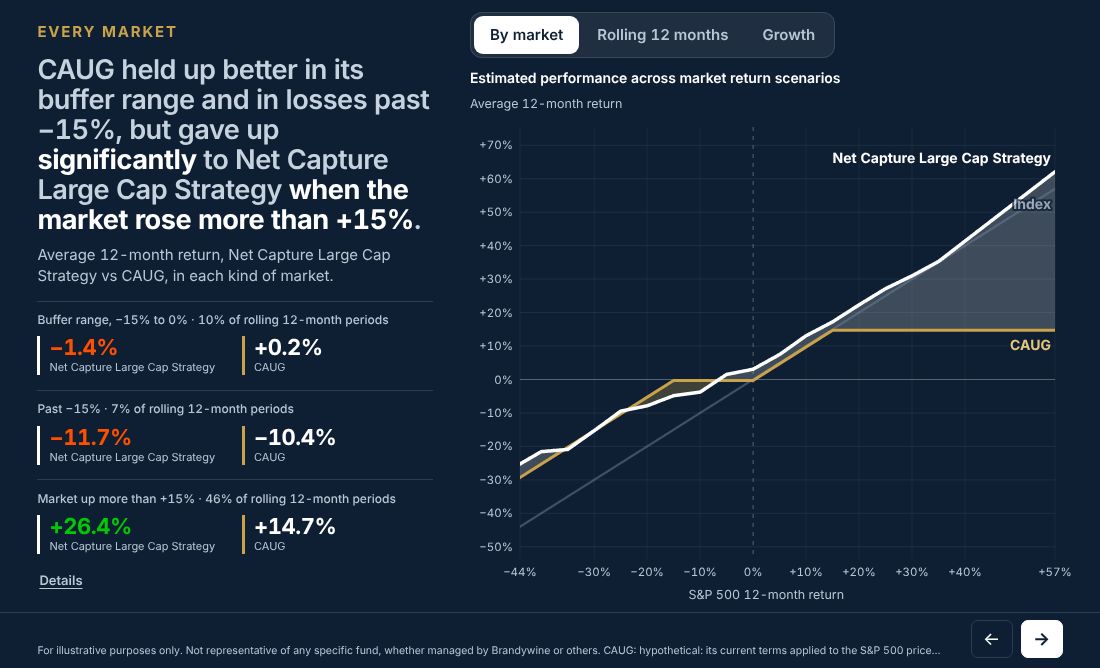 EVERY MARKET
CAUG held up better in its
buffer range and in losses past
−15%, but gave up
significantly to Net Capture
Large Cap Strategy when the
market rose more than +15%.
Average 12-month return, Net Capture Large Cap
Strategy vs CAUG, in each kind of market.
Buffer range, −15% to 0% · 10% of rolling 12-month periods
−1.4%
Net Capture Large Cap Strategy
+0.2%
CAUG
Past −15% · 7% of rolling 12-month periods
−11.7%
Net Capture Large Cap Strategy
−10.4%
CAUG
Market up more than +15% · 46% of rolling 12-month periods
+26.4%
Net Capture Large Cap Strategy
+14.7%
CAUG
Details
By market
Rolling 12 months
Growth
Estimated performance across market return scenarios
Average 12-month return
+70%
+60%
+50%
+40%
+30%
+20%
+10%
0%
−10%
−20%
−30%
−40%
−50%
Net Capture Large Cap Strategy
Index
CAUG
−44%
−30%
−20%
−10%
0%
+10%
+20%
+30%
+40%
+57%
S&P 500 12-month return
For illustrative purposes only. Not representative of any specific fund, whether managed by Brandywine or others. CAUG: hypothetical: its current terms applied to the S&P 500 price…